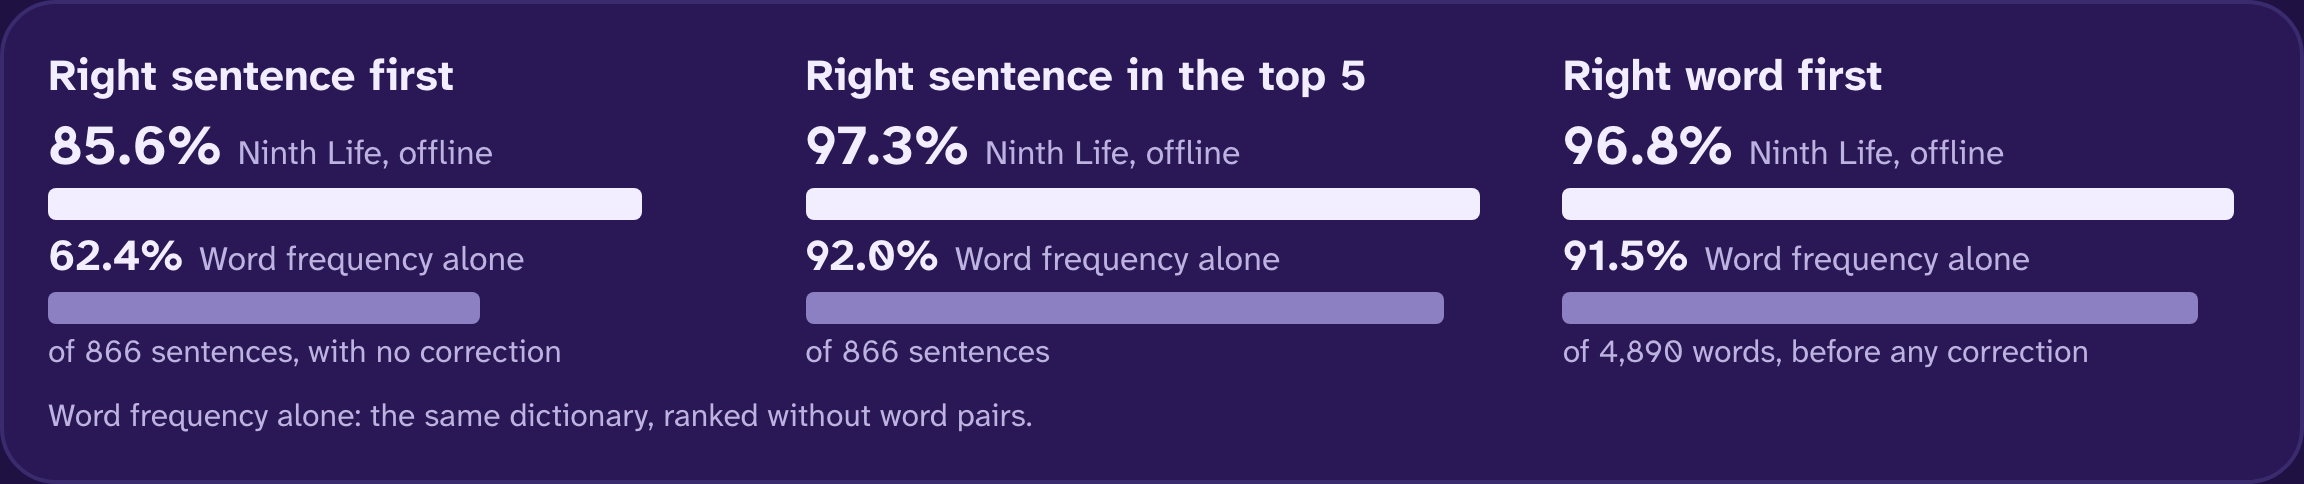 Right sentence first
85.6% Ninth Life, offline
62.4% Word frequency alone
of 866 sentences, with no correction
Right sentence in the top 5
97.3% Ninth Life, offline
92.0% Word frequency alone
of 866 sentences
Right word first
96.8% Ninth Life, offline
91.5% Word frequency alone
of 4,890 words, before any correction
Word frequency alone: the same dictionary, ranked without word pairs.